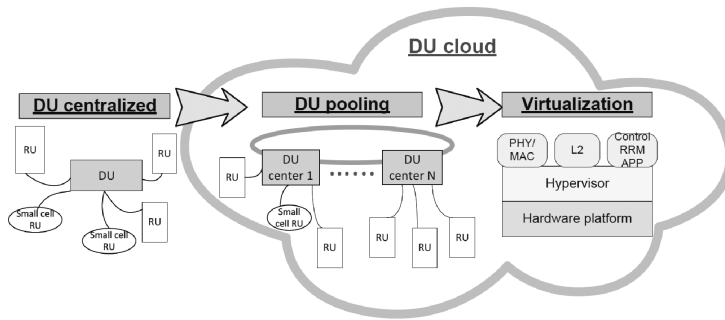 DU cloud
DU centralized
DU pooling
Virtualization
RU
RU
DU
Small cell
RU
Small cell
RU
RU
RU
DU
center 1
......
DU
center N
Small
cell RU
RU
RU
RU
RU
PHY/
MAC
L2
Control
RRM
APP
Hypervisor
Hardware platform